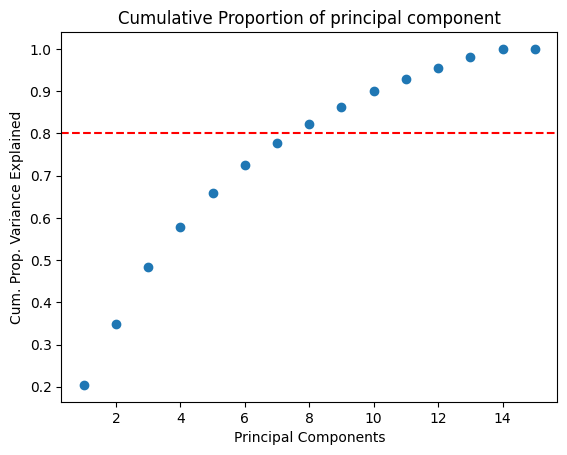 Cumulative Proportion of principal component
1.0
0.9
0.8
0.7
0.6
0.5
0.4
0.3
0.2
Cum. Prop. Variance Explained
2 4 6 8 10 12 14
Principal Components